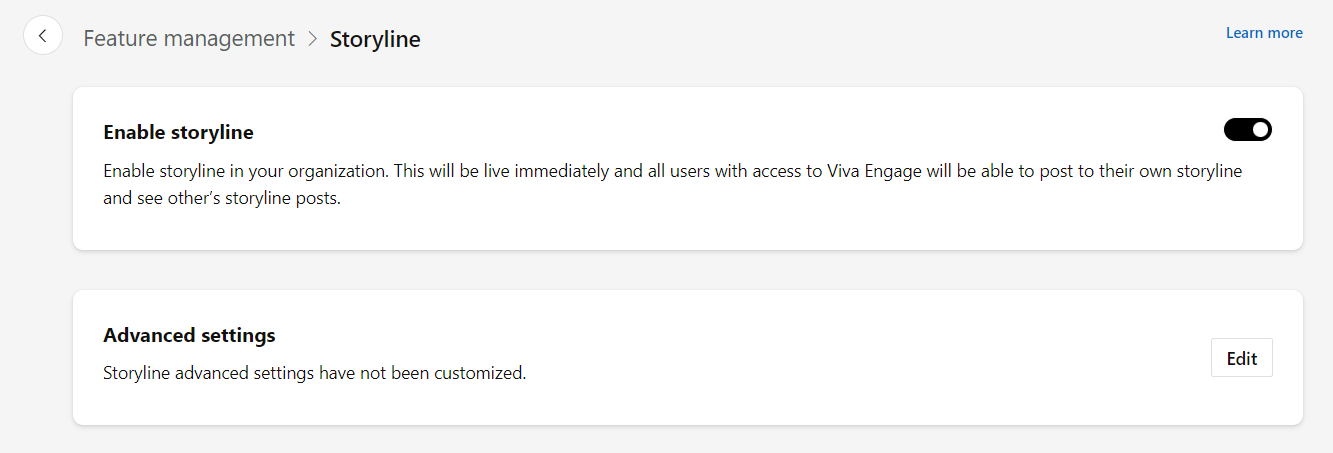 Feature management > Storyline
Learn more
Enable storyline
Enable storyline in your organization. This will be live immediately and all users with access to Viva Engage will be able to post to their own storyline
and see other’s storyline posts.
Advanced settings
Storyline advanced settings have not been customized.
Edit